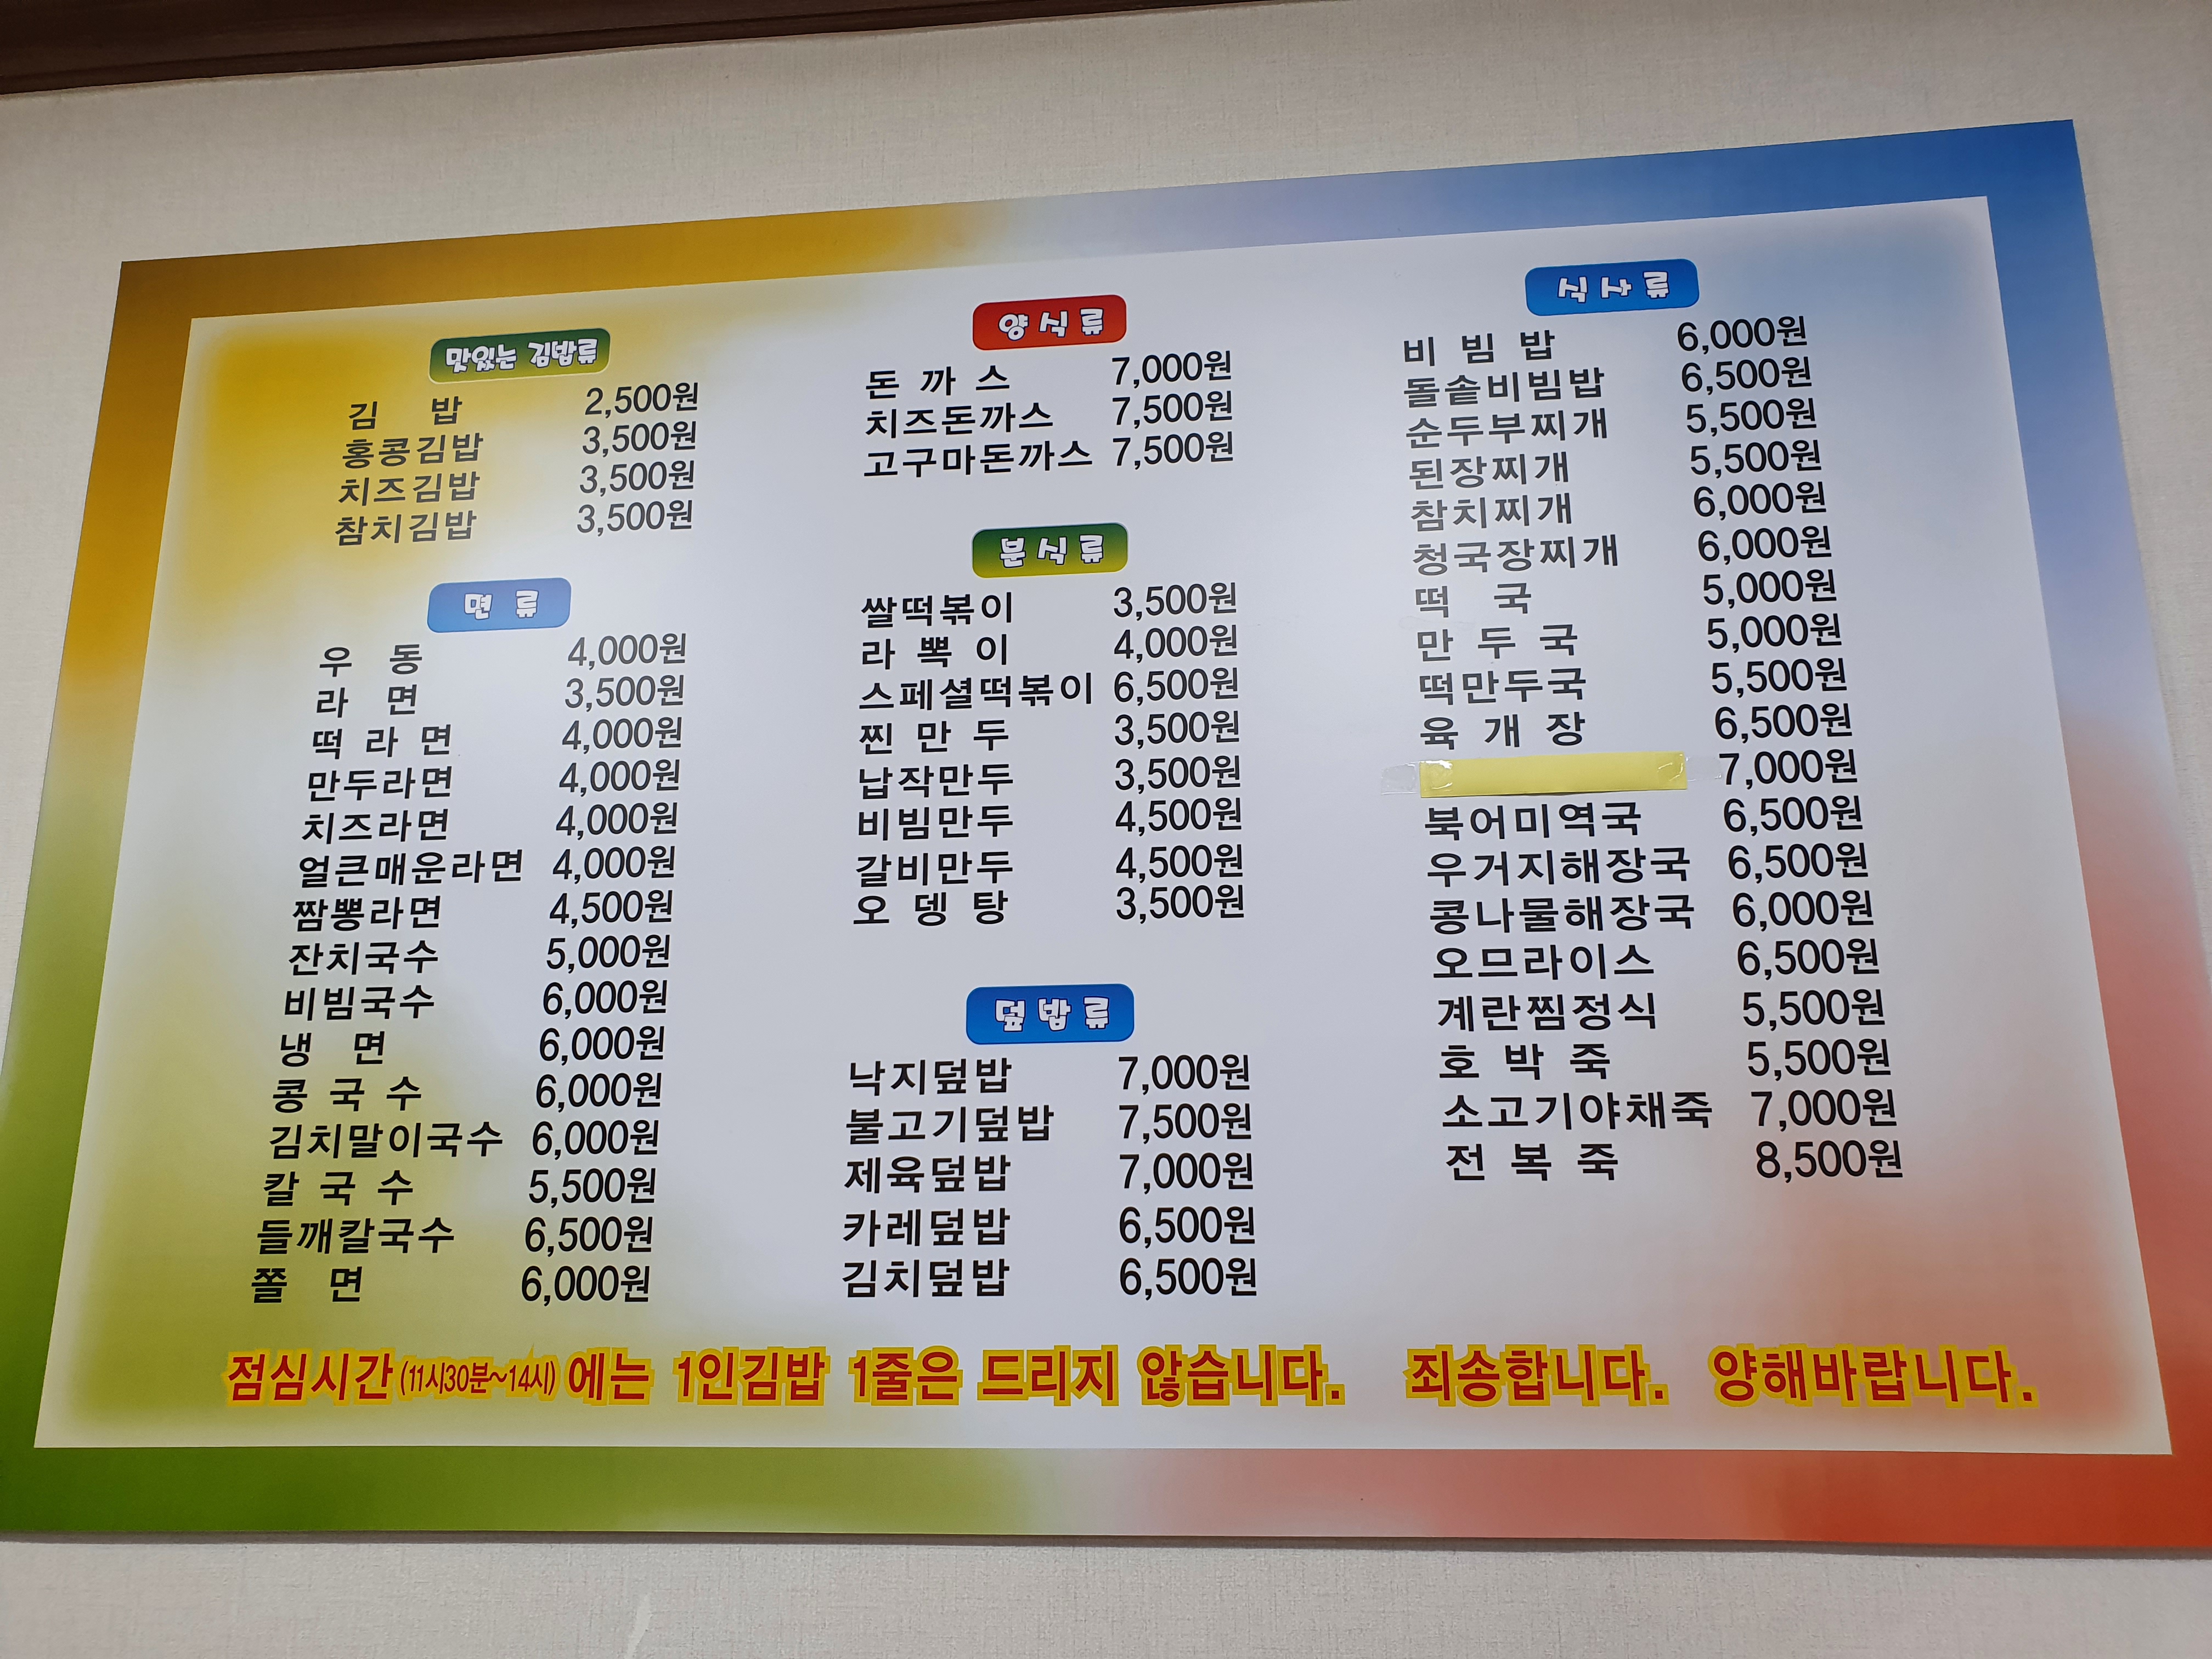 맛있는 김밥류
김 밥 2,500원
홍콩김밥 3,500원
치즈김밥 3,500원
참치김밥 3,500원
면 류
우 동 4,000원
라 면 3,500원
떡 라 면 4,000원
만두라면 4,000원
치즈라면 4,000원
얼큰매운라면 4,000원
짬뽕라면 4,500원
잔치국수 5,000원
비빔국수 6,000원
냉 면 6,000원
콩 국 수 6,000원
김치말이국수 6,000원
칼 국 수 5,500원
들깨칼국수 6,500원
쫄 면 6,000원
양 식 류
돈 까 스 7,000원
치즈돈까스 7,500원
고구마돈까스 7,500원
분 식 류
쌀떡볶이 3,500원
라 뽁 이 4,000원
스페셜떡볶이 6,500원
찐 만 두 3,500원
납작만두 3,500원
비빔만두 4,500원
갈비만두 4,500원
오 뎅 탕 3,500원
덮 밥 류
낙지덮밥 7,000원
불고기덮밥 7,500원
제육덮밥 7,000원
카레덮밥 6,500원
김치덮밥 6,500원
식 사 류
비 빔 밥 6,000원
돌솥비빔밥 6,500원
순두부찌개 5,500원
된장찌개 5,500원
참치찌개 6,000원
청국장찌개 6,000원
떡 국 5,000원
만 두 국 5,000원
떡만두국 5,500원
육 개 장 6,500원
7,000원
북어미역국 6,500원
우거지해장국 6,500원
콩나물해장국 6,000원
오므라이스 6,500원
계란찜정식 5,500원
호 박 죽 5,500원
소고기야채죽 7,000원
전 복 죽 8,500원
점심시간(11시30분~14시)에는 1인김밥 1줄은 드리지 않습니다. 죄송합니다. 양해바랍니다.